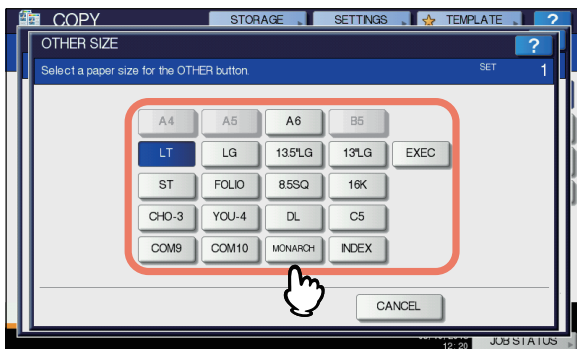 COPY STORAGE SETTINGS TEMPLATE ?
OTHER SIZE ?
Select a paper size for the OTHER button. SET 1
A4 A5 A6 B5
LT LG 13.5"LG 13"LG EXEC
ST FOLIO 8.5SQ 16K
CHO-3 YOU-4 DL C5
COM9 COM10 MONARCH INDEX
CANCEL
12:20 JOB STATUS